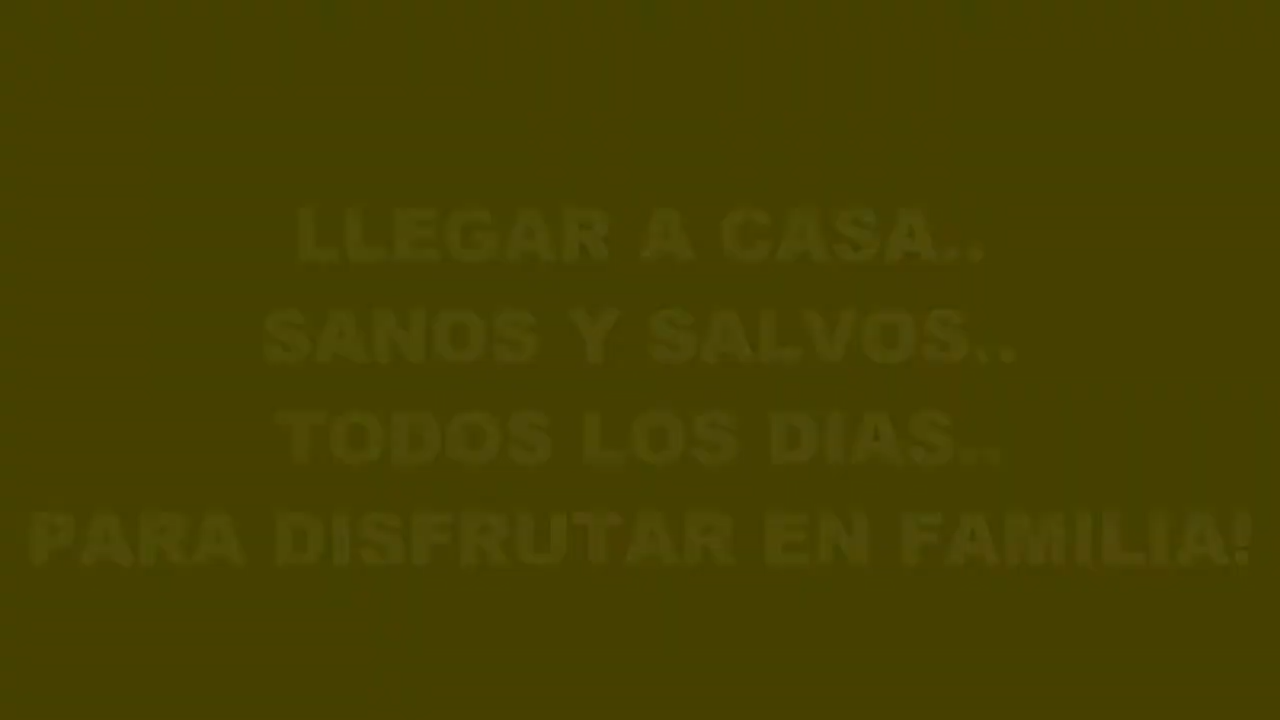 LLEGAR A CASA..
SANOS Y SALVOS..
TODOS LOS DIAS..
PARA DISFRUTAR EN FAMILIA!